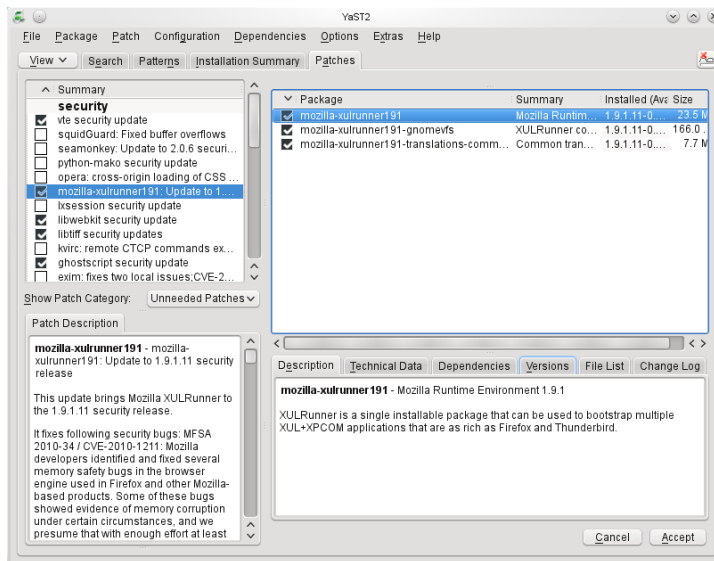 YaST2
File Package Patch Configuration Dependencies Options Extras Help
View Search Patterns Installation Summary Patches
Summary
security
vte security update
squidGuard: Fixed buffer overflows
seamonkey: Update to 2.0.6 securi...
python-mako security update
opera: cross-origin loading of CSS ...
mozilla-xulrunner191: Update to 1....
lxsession security update
libwebkit security update
libtiff security updates
kvirc: remote CTCP commands ex...
ghostscript security update
exim: fixes two local issues;CVE-2...
Show Patch Category: Unneeded Patches
Patch Description
mozilla-xulrunner191 - mozilla-
xulrunner191: Update to 1.9.1.11 security
release
This update brings Mozilla XULRunner to
the 1.9.1.11 security release.
It fixes following security bugs: MFSA
2010-34 / CVE-2010-1211: Mozilla
developers identified and fixed several
memory safety bugs in the browser
engine used in Firefox and other Mozilla-
based products. Some of these bugs
showed evidence of memory corruption
under certain circumstances, and we
presume that with enough effort at least
Package Summary Installed (Ava Size
mozilla-xulrunner191 Mozilla Runtim... 1.9.1.11-0.... 23.5 M
mozilla-xulrunner191-gnomevfs XULRunner co... 1.9.1.11-0.... 166.0 .
mozilla-xulrunner191-translations-comm... Common tran... 1.9.1.11-0.... 7.7 M
Description Technical Data Dependencies Versions File List Change Log
mozilla-xulrunner191 - Mozilla Runtime Environment 1.9.1
XULRunner is a single installable package that can be used to bootstrap multiple
XUL+XPCOM applications that are as rich as Firefox and Thunderbird.
Cancel Accept